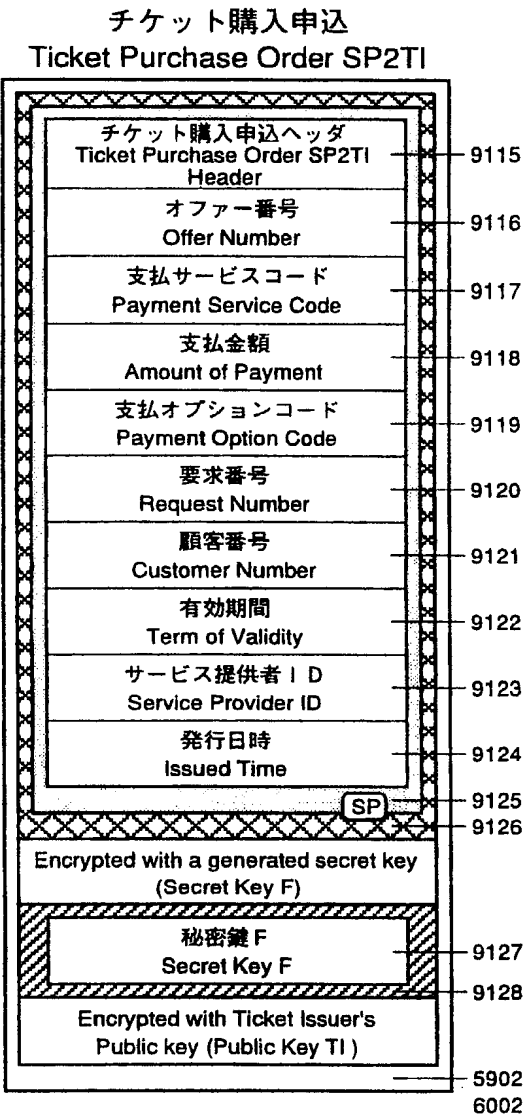 チケット購入申込
Ticket Purchase Order SP2TI
チケット購入申込ヘッダ
Ticket Purchase Order SP2TI
Header
9115
オファー番号
Offer Number
9116
支払サービスコード
Payment Service Code
9117
支払金額
Amount of Payment
9118
支払オプションコード
Payment Option Code
9119
要求番号
Request Number
9120
顧客番号
Customer Number
9121
有効期間
Term of Validity
9122
サービス提供者ID
Service Provider ID
9123
発行日時
Issued Time
9124
SP
9125
9126
Encrypted with a generated secret key
(Secret Key F)
秘密鍵F
Secret Key F
9127
9128
Encrypted with Ticket Issuer's
Public key (Public Key TI )
5902
6002